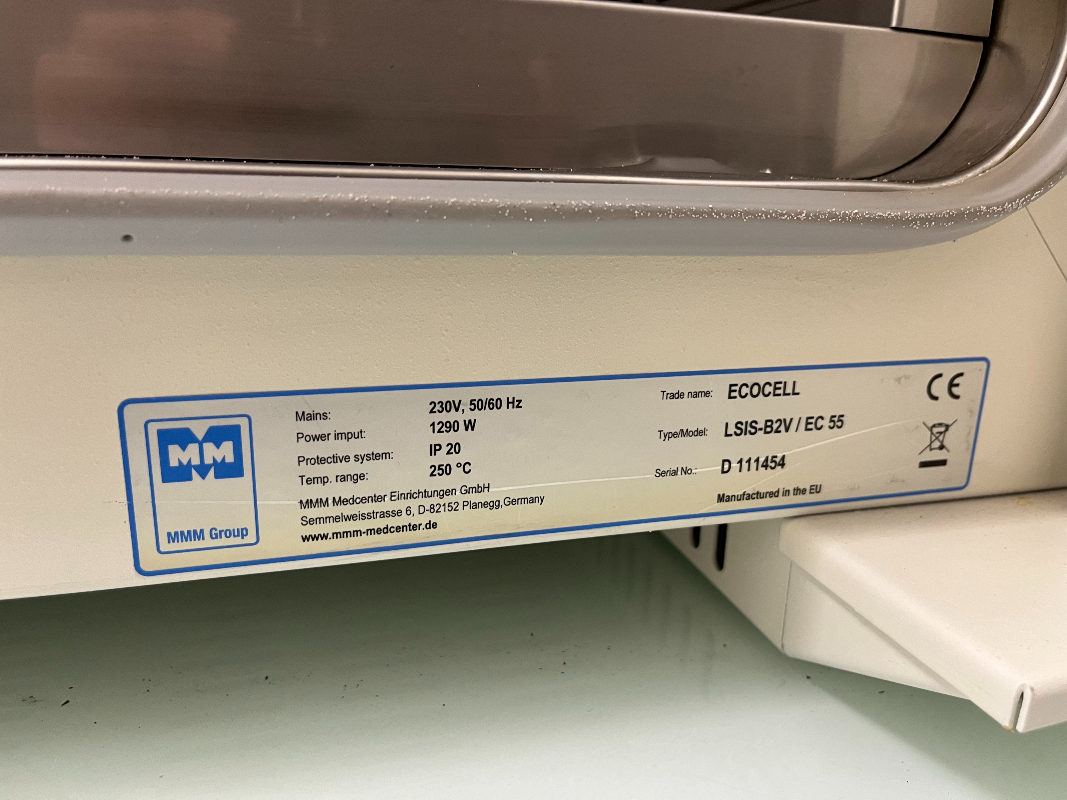 MM
MMM Group
Mains: 230V, 50/60 Hz
Power imput: 1290 W
Protective system: IP 20
Temp. range: 250 °C
MMM Medcenter Einrichtungen GmbH
Semmelweisstrasse 6, D-82152 Planegg,Germany
www.mmm-medcenter.de
Trade name: ECOCELL
Type/Model: LSIS-B2V / EC 55
Serial No.: D 111454
Manufactured in the EU
CE